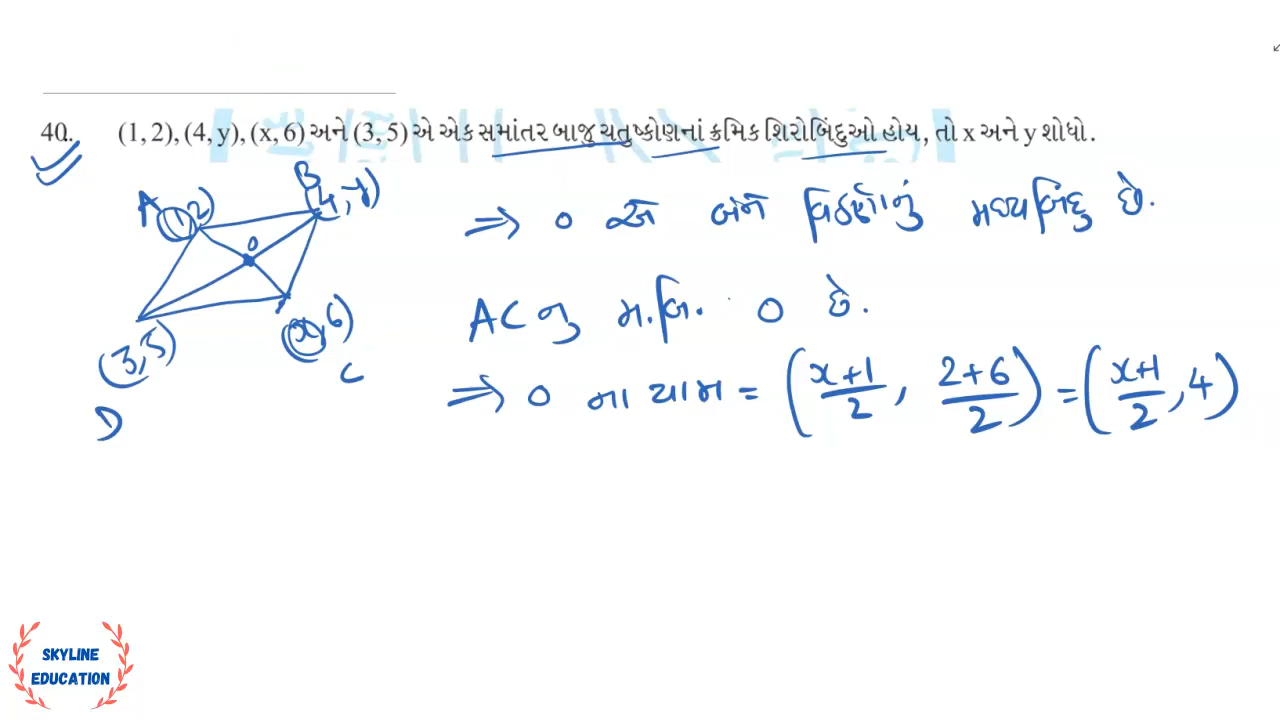 40. (1, 2), (4, y), (x, 6) અને (3, 5) એ એક સમાંતર બાજુ ચતુષ્કોણનાં ક્રમિક શિરોબિંદુઓ હોય, તો x અને y શોધો.
A (1, 2)
B (4, y)
O
(3, 5) D
(x, 6) C
⇒ O એ બંને વિકર્ણોનું મધ્યબિંદુ છે.
AC નુ મ.બિ. O છે.
⇒ O ના યામ = (x+1/2, 2+6/2) = (x+1/2, 4)
SKYLINE
EDUCATION